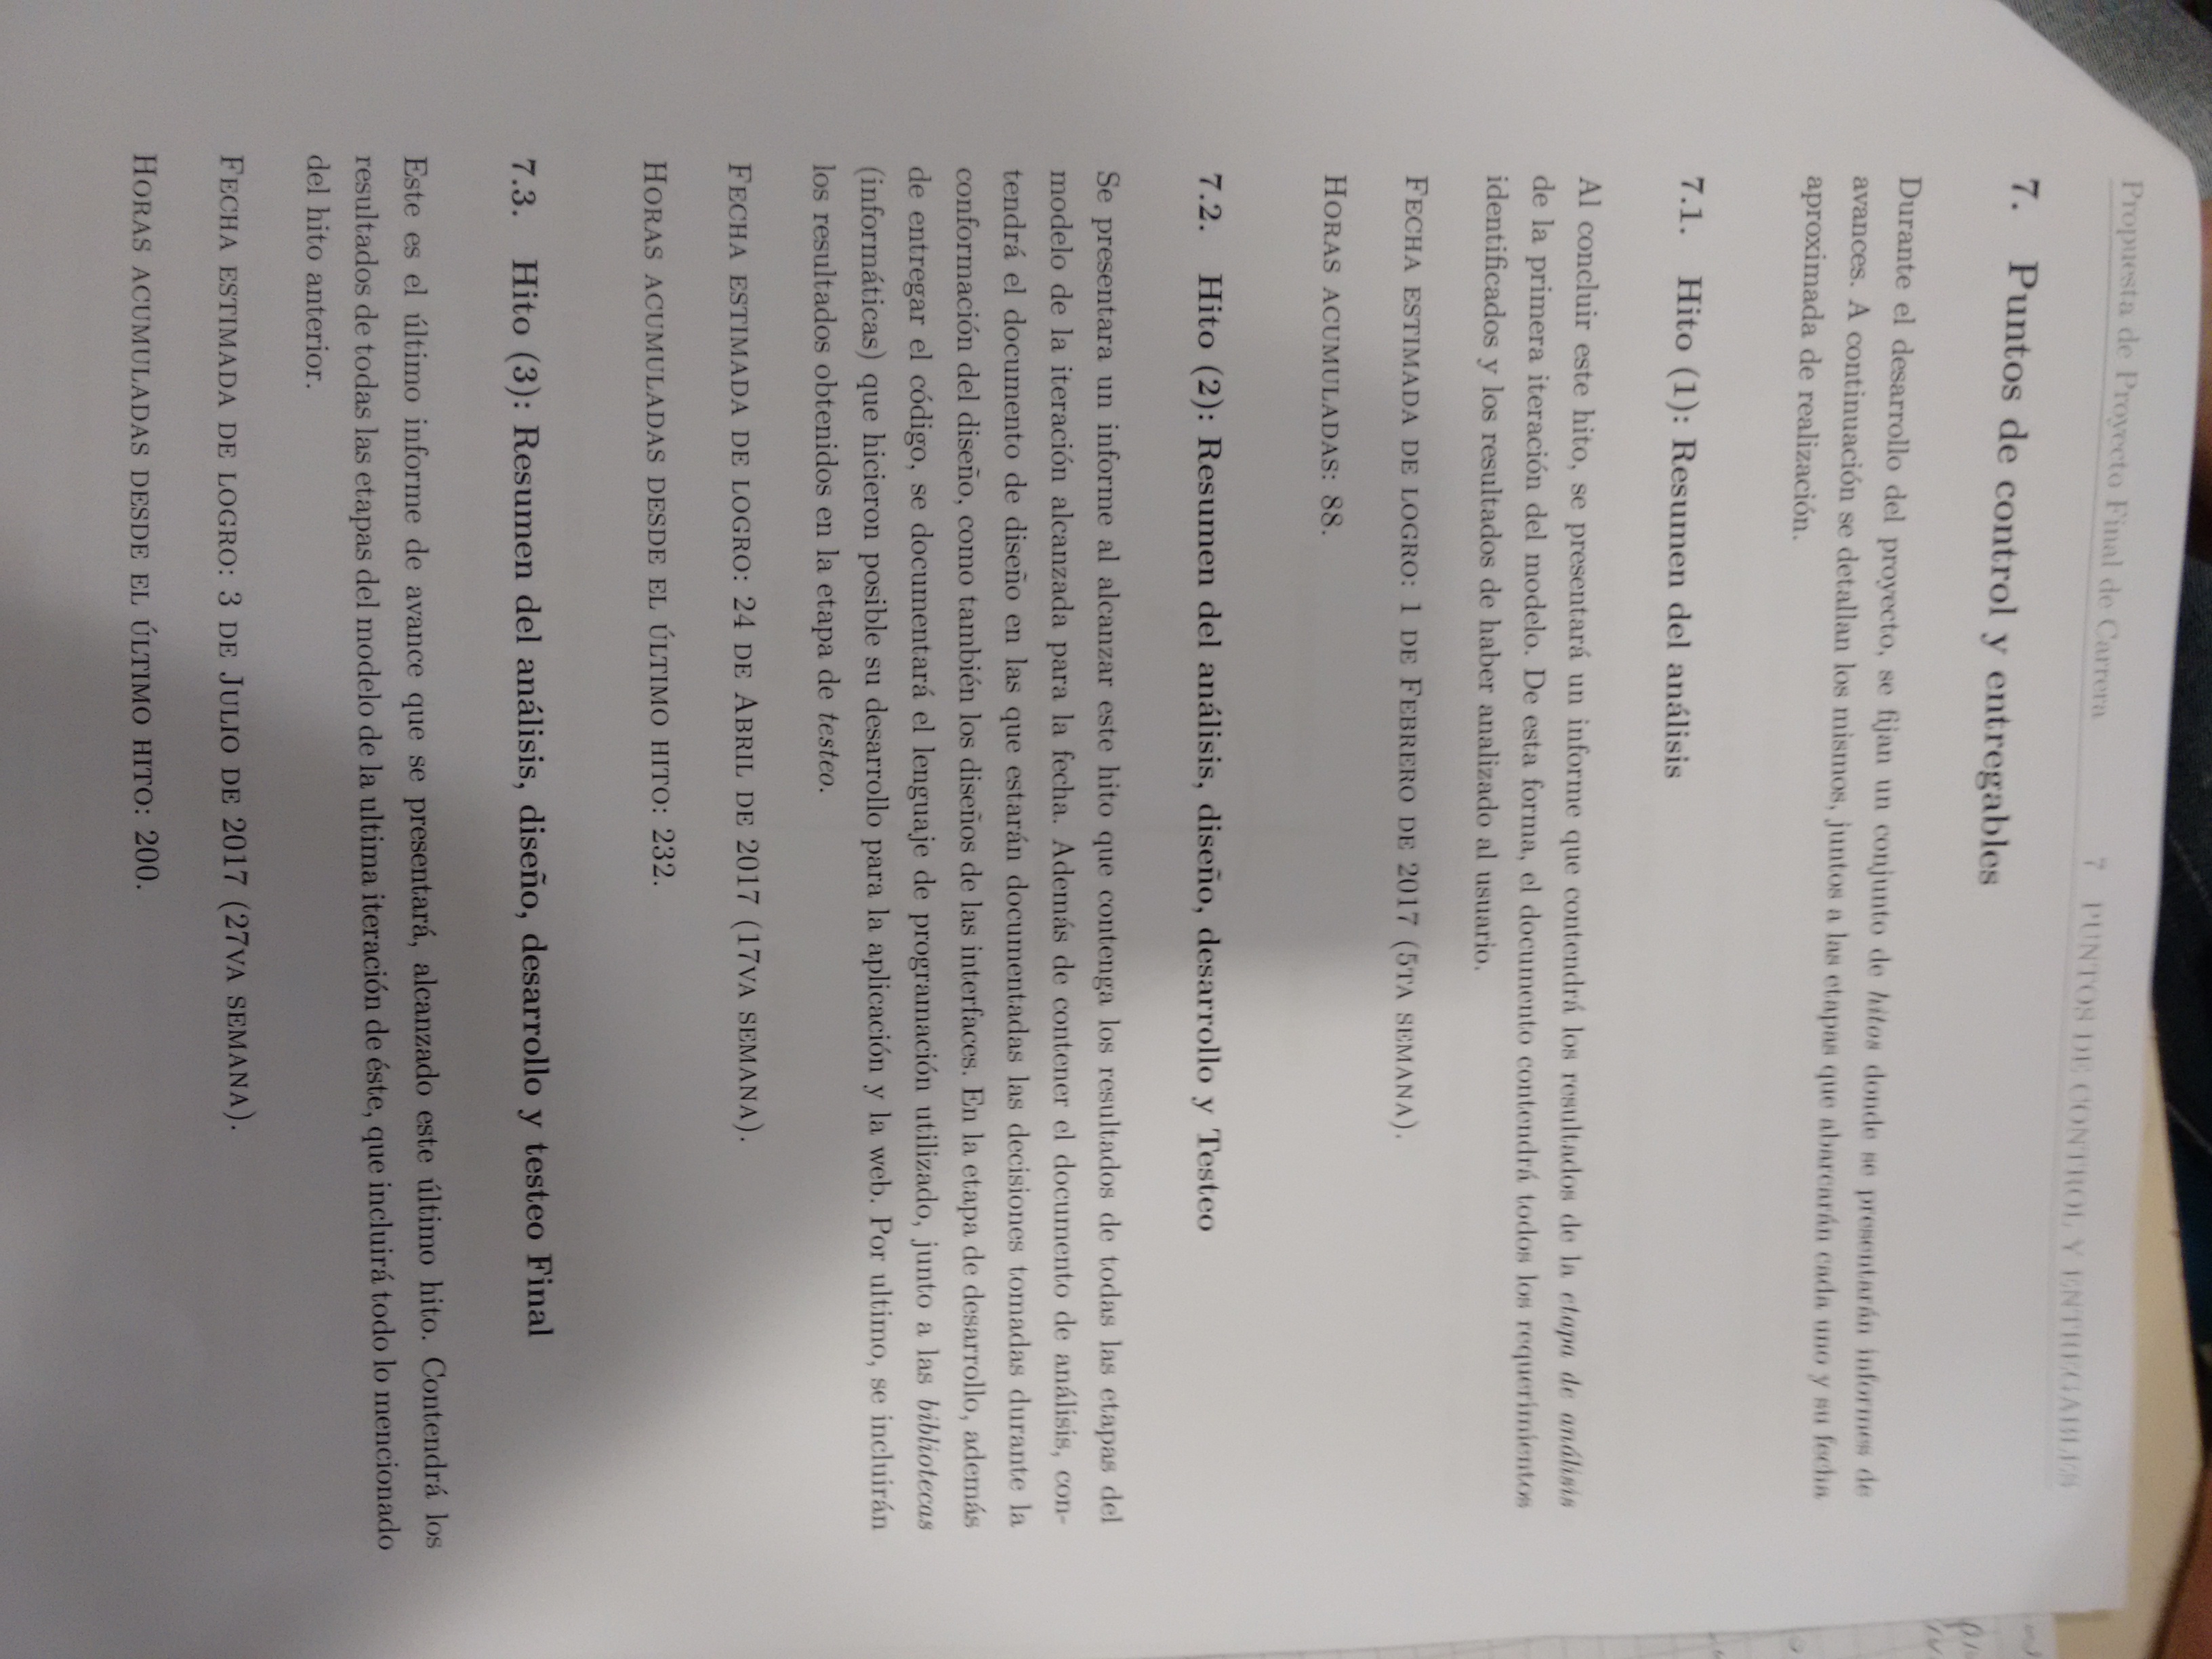 Propuesta de Proyecto Final de Carrera 7 PUNTOS DE CONTROL Y ENTREGABLES
7. Puntos de control y entregables
Durante el desarrollo del proyecto, se fijan un conjunto de hitos donde se presentarán informes de
avances. A continuación se detallan los mismos, juntos a las etapas que abarcarán cada uno y su fecha
aproximada de realización.
7.1. Hito (1): Resumen del análisis
Al concluir este hito, se presentará un informe que contendrá los resultados de la etapa de análisis
de la primera iteración del modelo. De esta forma, el documento contendrá todos los requerimientos
identificados y los resultados de haber analizado al usuario.
FECHA ESTIMADA DE LOGRO: 1 DE FEBRERO DE 2017 (5TA SEMANA).
HORAS ACUMULADAS: 88.
7.2. Hito (2): Resumen del análisis, diseño, desarrollo y Testeo
Se presentara un informe al alcanzar este hito que contenga los resultados de todas las etapas del
modelo de la iteración alcanzada para la fecha. Además de contener el documento de análisis, con-
tendrá el documento de diseño en las que estarán documentadas las decisiones tomadas durante la
conformación del diseño, como también los diseños de las interfaces. En la etapa de desarrollo, además
de entregar el código, se documentará el lenguaje de programación utilizado, junto a las bibliotecas
(informáticas) que hicieron posible su desarrollo para la aplicación y la web. Por ultimo, se incluirán
los resultados obtenidos en la etapa de testeo.
FECHA ESTIMADA DE LOGRO: 24 DE ABRIL DE 2017 (17VA SEMANA).
HORAS ACUMULADAS DESDE EL ÚLTIMO HITO: 232.
7.3. Hito (3): Resumen del análisis, diseño, desarrollo y testeo Final
Este es el último informe de avance que se presentará, alcanzado este último hito. Contendrá los
resultados de todas las etapas del modelo de la ultima iteración de éste, que incluirá todo lo mencionado
del hito anterior.
FECHA ESTIMADA DE LOGRO: 3 DE JULIO DE 2017 (27VA SEMANA).
HORAS ACUMULADAS DESDE EL ÚLTIMO HITO: 200.